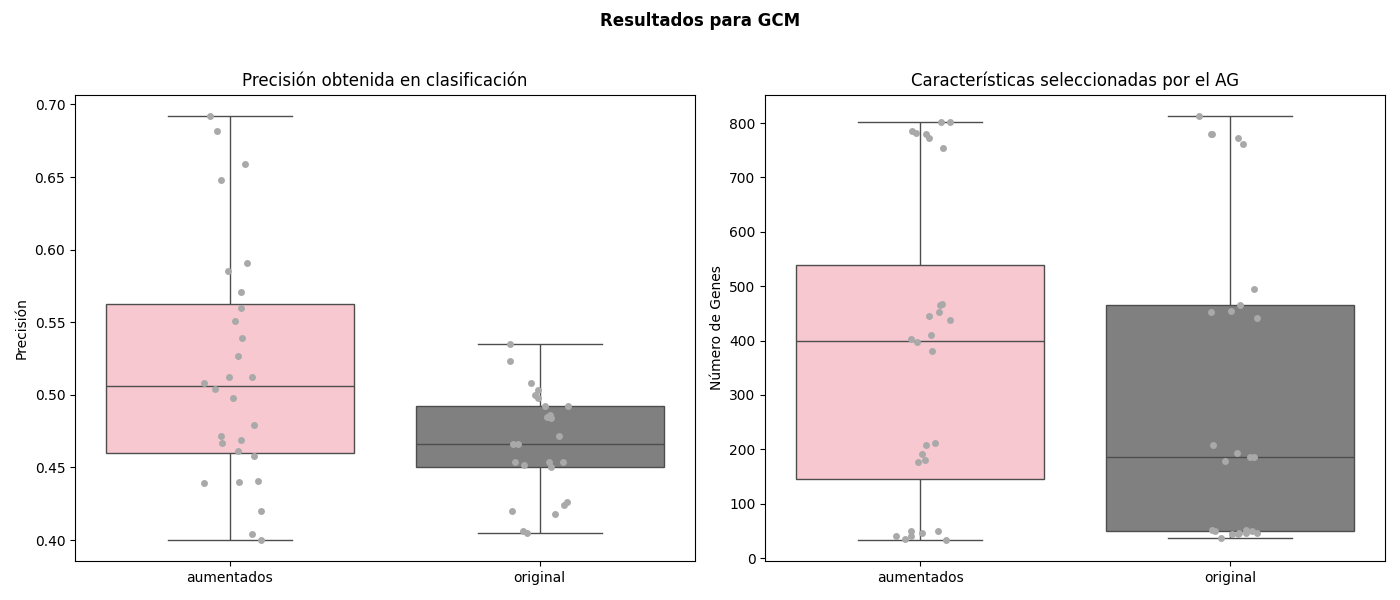 Resultados para GCM
Precisión obtenida en clasificación
Precisión
0.70
0.65
0.60
0.55
0.50
0.45
0.40
aumentados
original
Características seleccionadas por el AG
Número de Genes
800
700
600
500
400
300
200
100
0
aumentados
original